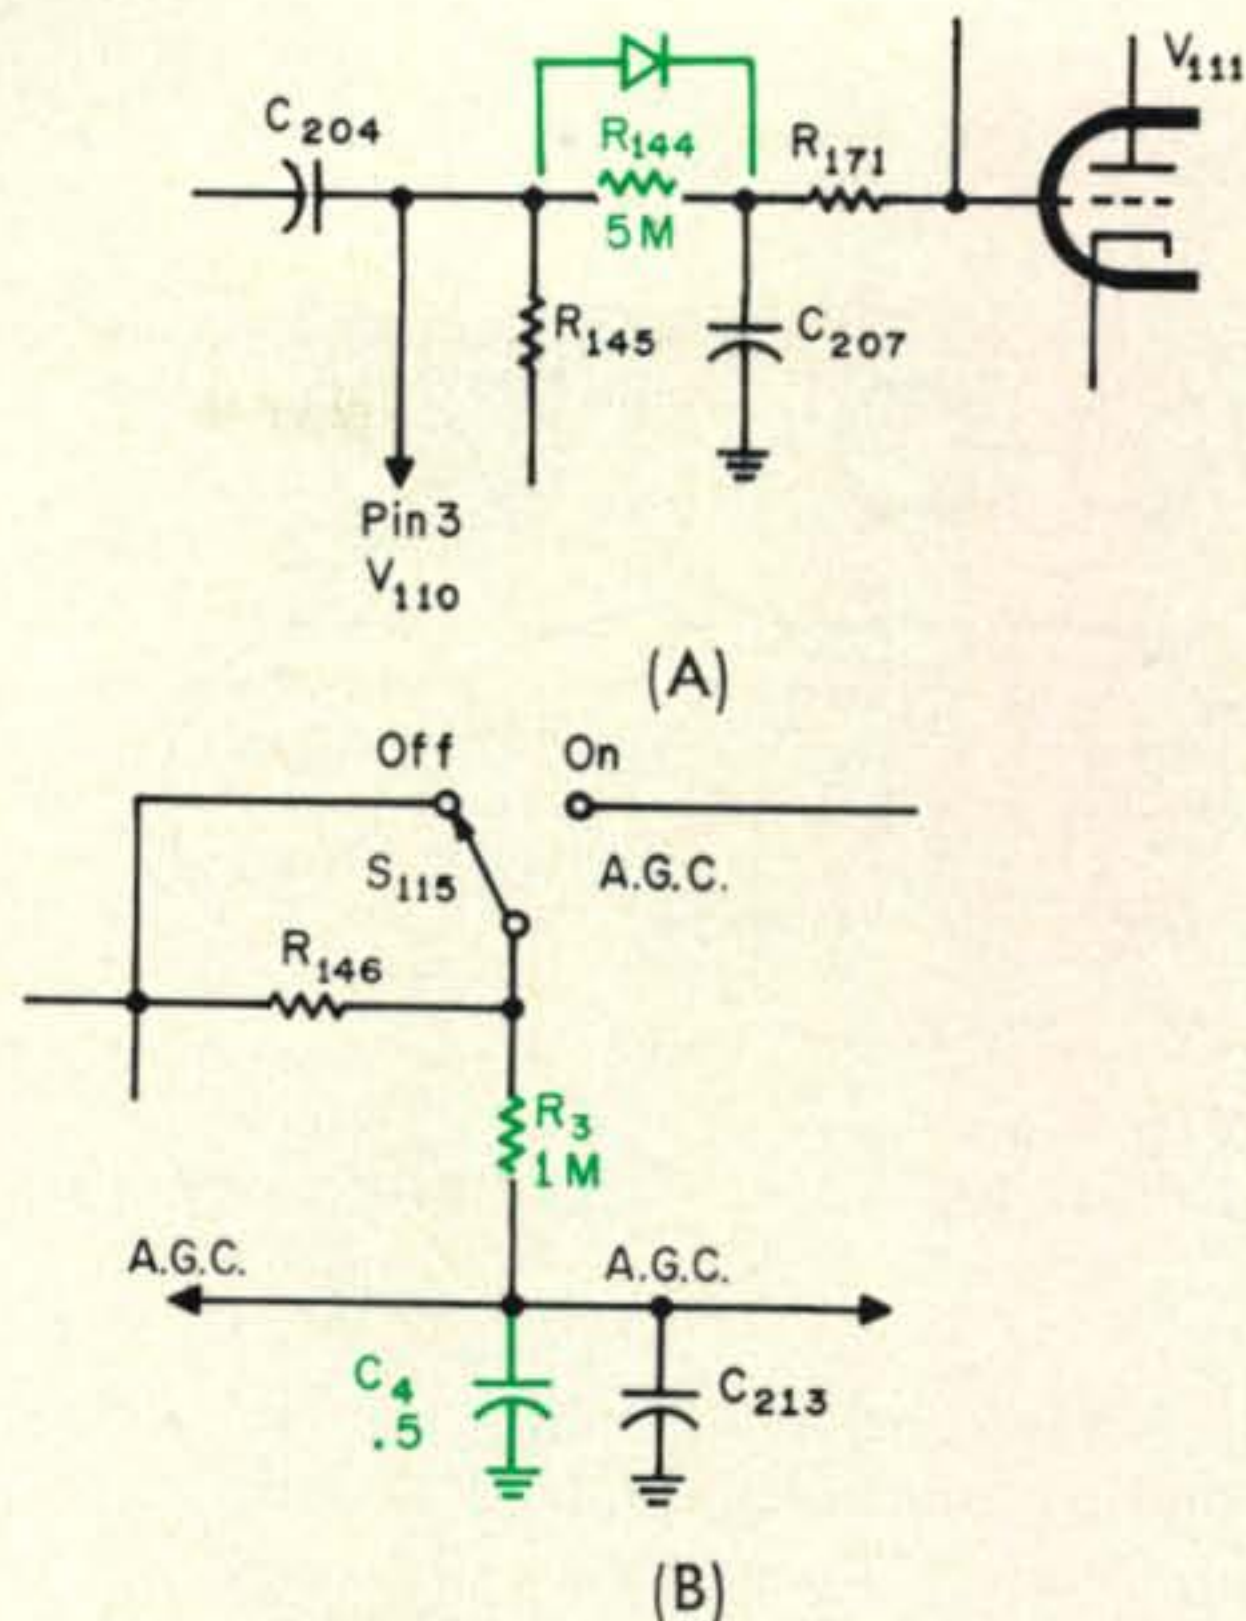 V111
C204
R144
5M
R171
R145
C207
Pin 3
V110
(A)
Off
On
S115
A.G.C.
R146
R3
1M
A.G.C.
A.G.C.
C4
.5
C213
(B)